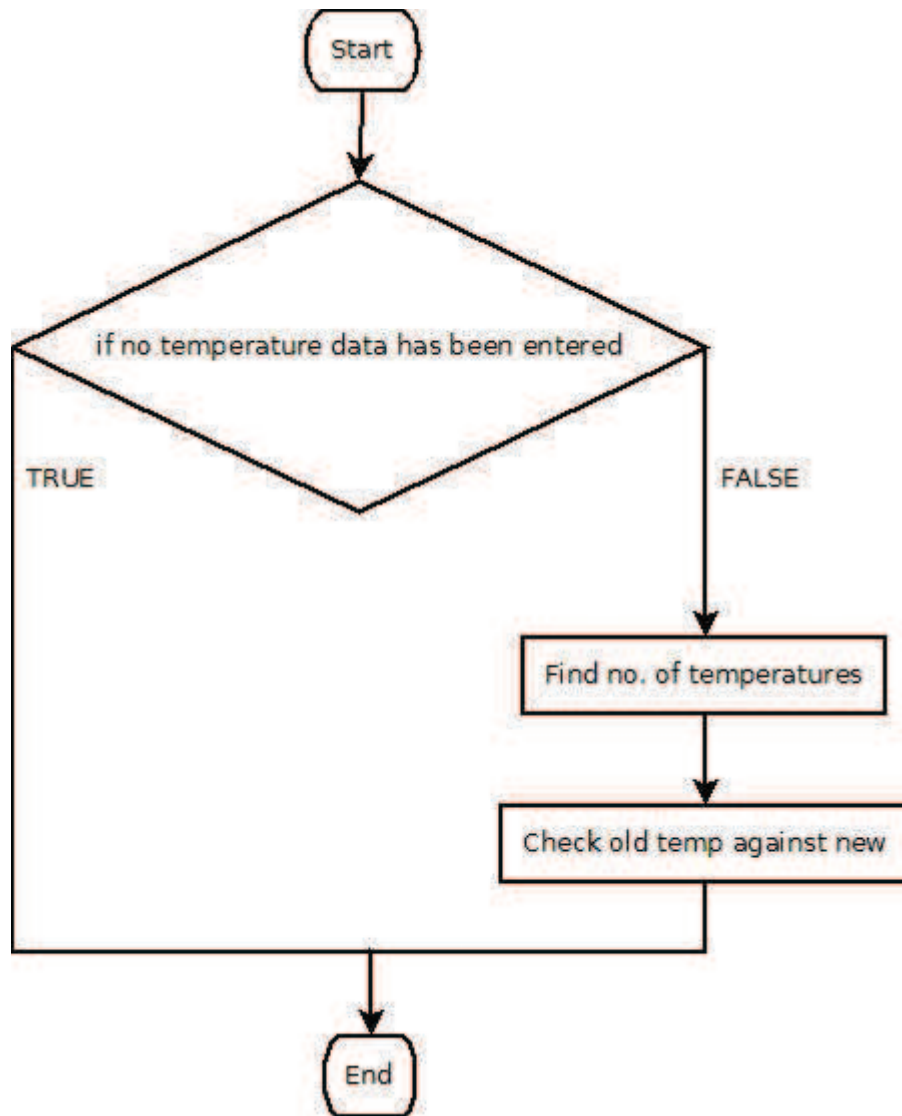 Start
if no temperature data has been entered
TRUE
FALSE
Find no. of temperatures
Check old temp against new
End